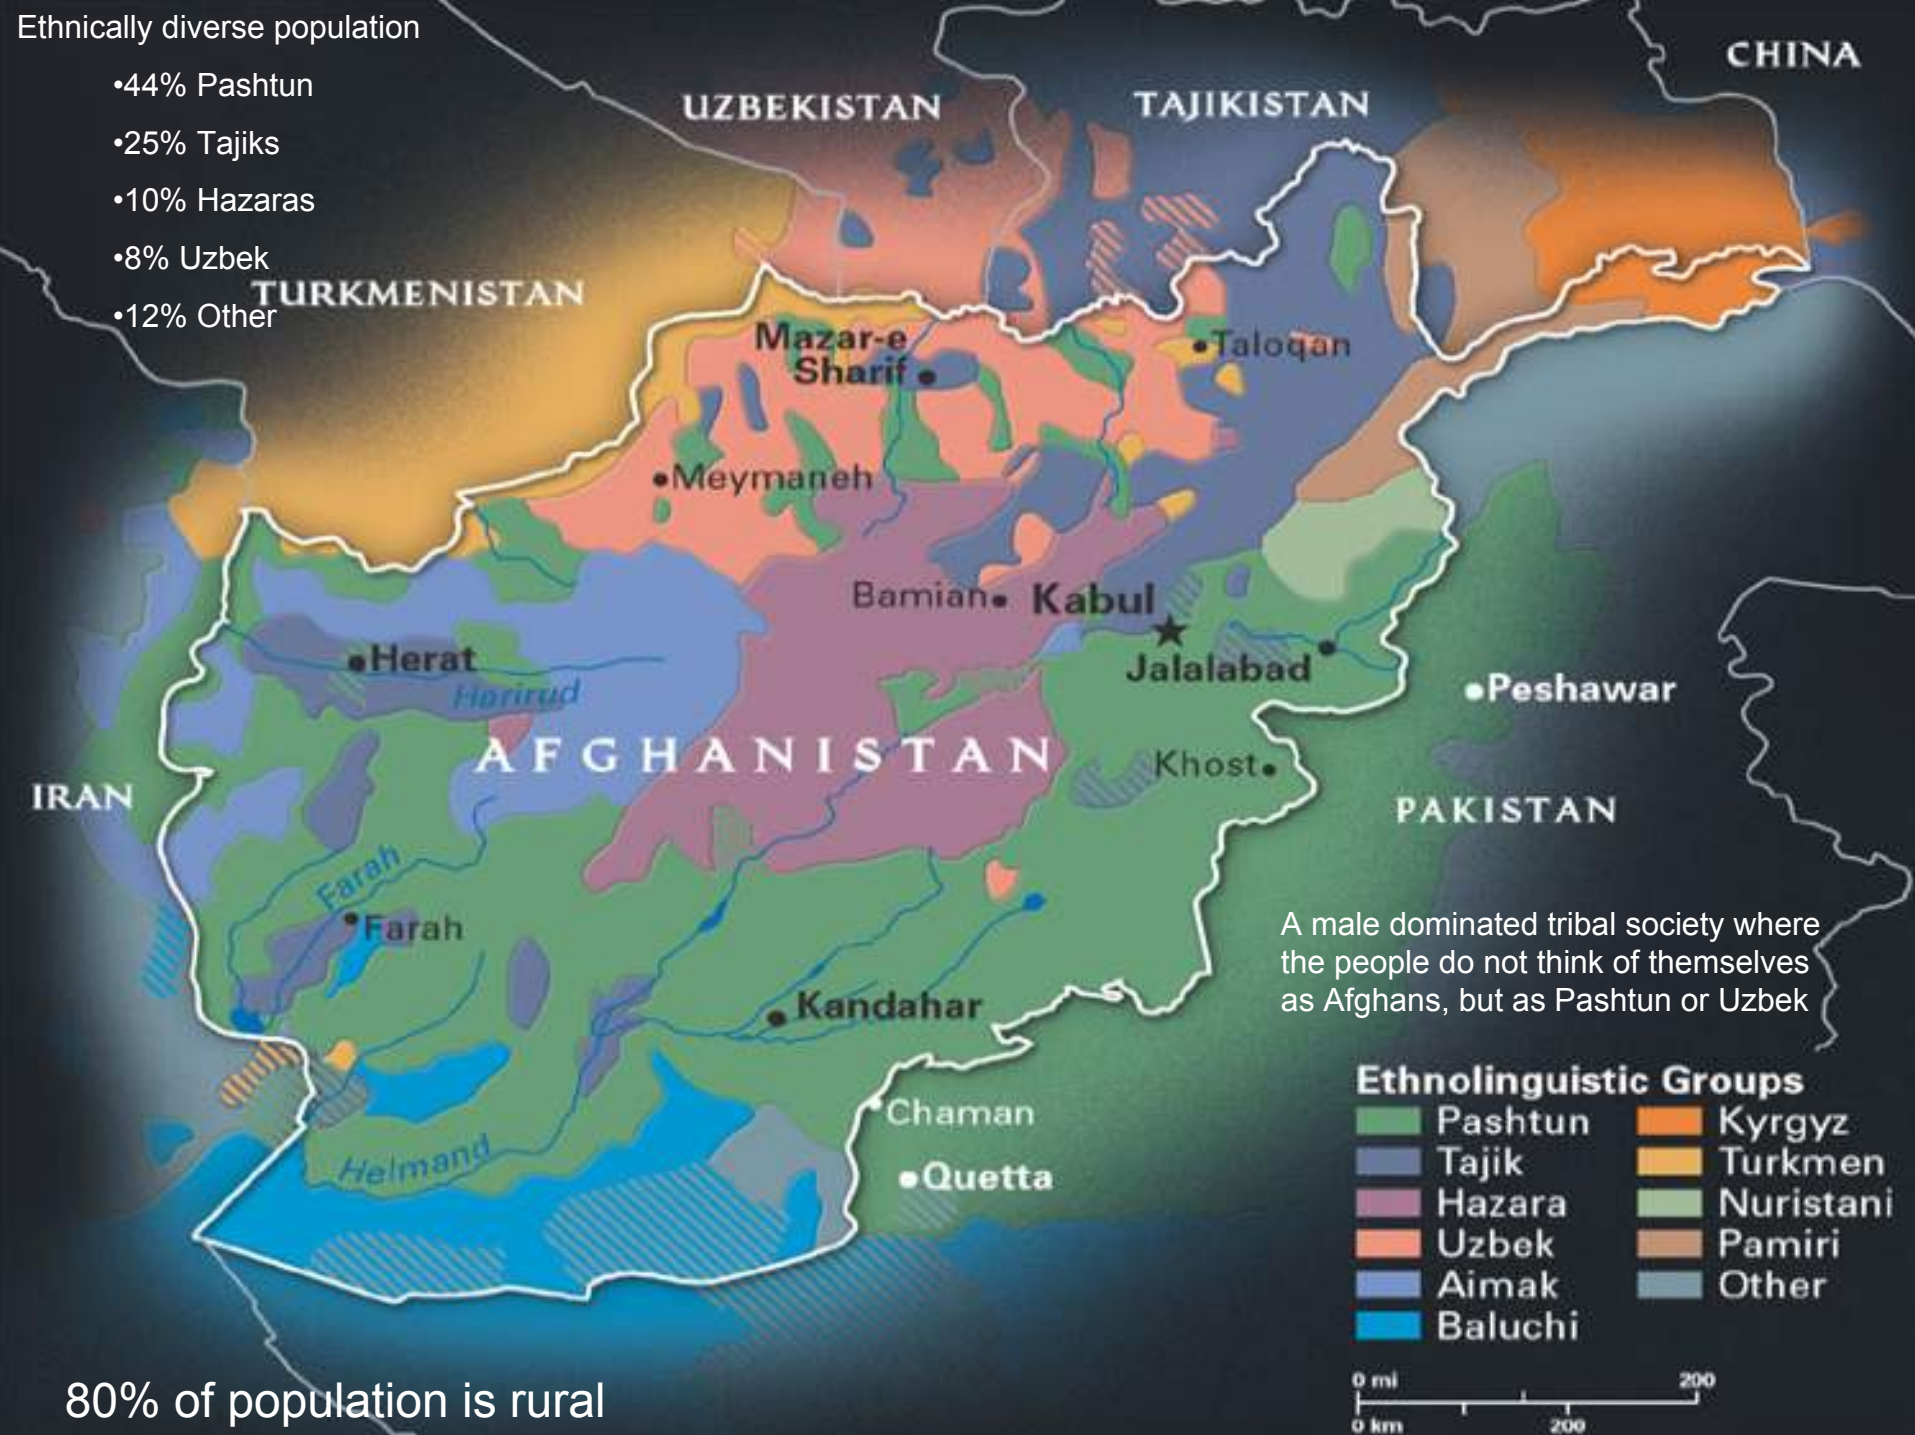 Ethnically diverse population
•44% Pashtun
•25% Tajiks
•10% Hazaras
•8% Uzbek
•12% Other
CHINA
UZBEKISTAN
TAJIKISTAN
TURKMENISTAN
Mazar-e
Sharif
Taloqan
Meymaneh
Bamian
Kabul
Herat
Harirud
Jalalabad
Peshawar
AFGHANISTAN
Khost
IRAN
PAKISTAN
Farah
Farah
A male dominated tribal society where
the people do not think of themselves
as Afghans, but as Pashtun or Uzbek
Kandahar
Chaman
Helmand
Quetta
Ethnolinguistic Groups
Pashtun
Tajik
Hazara
Uzbek
Aimak
Baluchi
Kyrgyz
Turkmen
Nuristani
Pamiri
Other
0 mi 200
0 km 200
80% of population is rural